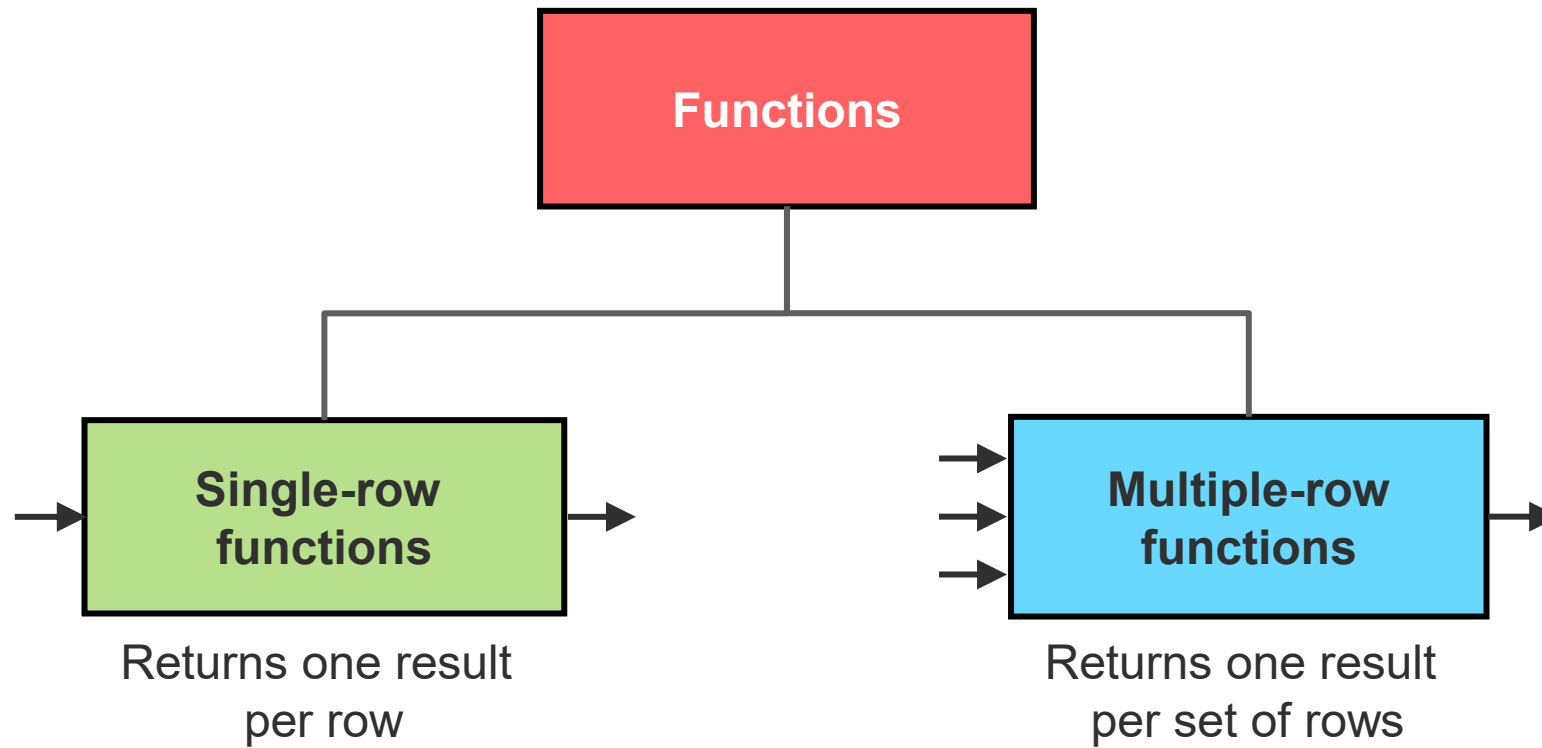 Functions
Single-row
functions
Returns one result
per row
Multiple-row
functions
Returns one result
per set of rows